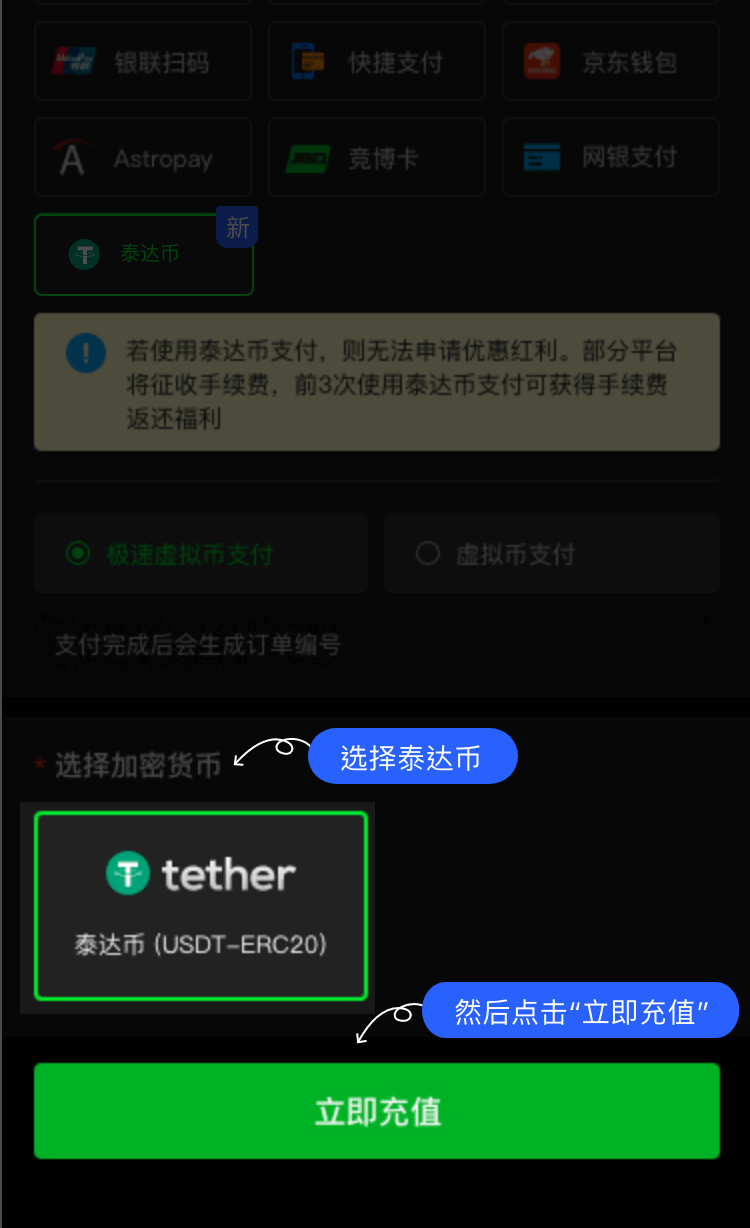 银联扫码
快捷支付
京东钱包
Astropay
竞博卡
网银支付
新
泰达币
若使用泰达币支付，则无法申请优惠红利。部分平台
将征收手续费，前3次使用泰达币支付可获得手续费
返还福利
极速虚拟币支付
虚拟币支付
支付完成后会生成订单编号
* 选择加密货币
选择泰达币
tether
泰达币 (USDT-ERC20)
然后点击“立即充值”
立即充值